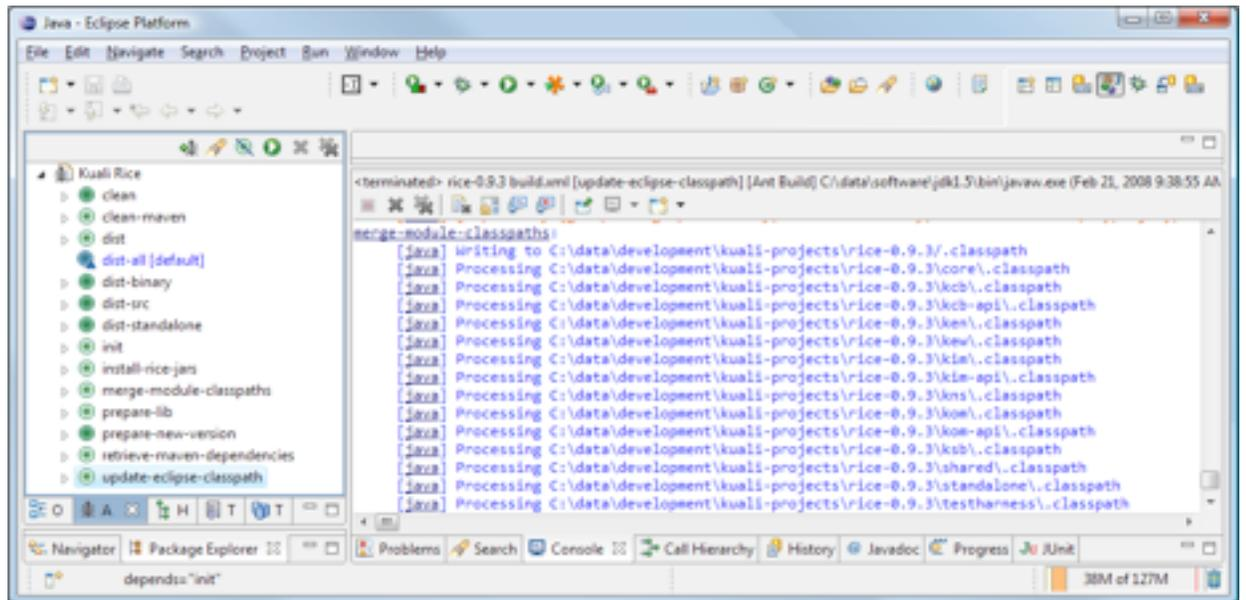 Java - Eclipse Platform
File Edit Navigate Search Project Run Window Help
Kuali Rice
clean
clean-maven
dist
dist-all [default]
dist-binary
dist-src
dist-standalone
init
install-rice-jars
merge-module-classpaths
prepare-lib
prepare-new-version
retrieve-maven-dependencies
update-eclipse-classpath
O A H T T
Navigator Package Explorer
<terminated> rice-0.9.3 build.xml [update-eclipse-classpath] [Ant Build] C:\data\software\jdk1.5\bin\javaw.exe (Feb 21, 2008 9:38:55 AM
merge-module-classpaths:
[java] Writing to C:\data\development\kuali-projects\rice-0.9.3/.classpath
[java] Processing C:\data\development\kuali-projects\rice-0.9.3\core\.classpath
[java] Processing C:\data\development\kuali-projects\rice-0.9.3\kcb\.classpath
[java] Processing C:\data\development\kuali-projects\rice-0.9.3\kcb-api\.classpath
[java] Processing C:\data\development\kuali-projects\rice-0.9.3\ken\.classpath
[java] Processing C:\data\development\kuali-projects\rice-0.9.3\kew\.classpath
[java] Processing C:\data\development\kuali-projects\rice-0.9.3\kim\.classpath
[java] Processing C:\data\development\kuali-projects\rice-0.9.3\kim-api\.classpath
[java] Processing C:\data\development\kuali-projects\rice-0.9.3\kns\.classpath
[java] Processing C:\data\development\kuali-projects\rice-0.9.3\kom\.classpath
[java] Processing C:\data\development\kuali-projects\rice-0.9.3\kom-api\.classpath
[java] Processing C:\data\development\kuali-projects\rice-0.9.3\ksb\.classpath
[java] Processing C:\data\development\kuali-projects\rice-0.9.3\shared\.classpath
[java] Processing C:\data\development\kuali-projects\rice-0.9.3\standalone\.classpath
[java] Processing C:\data\development\kuali-projects\rice-0.9.3\testharness\.classpath
Problems Search Console Call Hierarchy History Javadoc Progress JUnit
depends="init"
38M of 127M